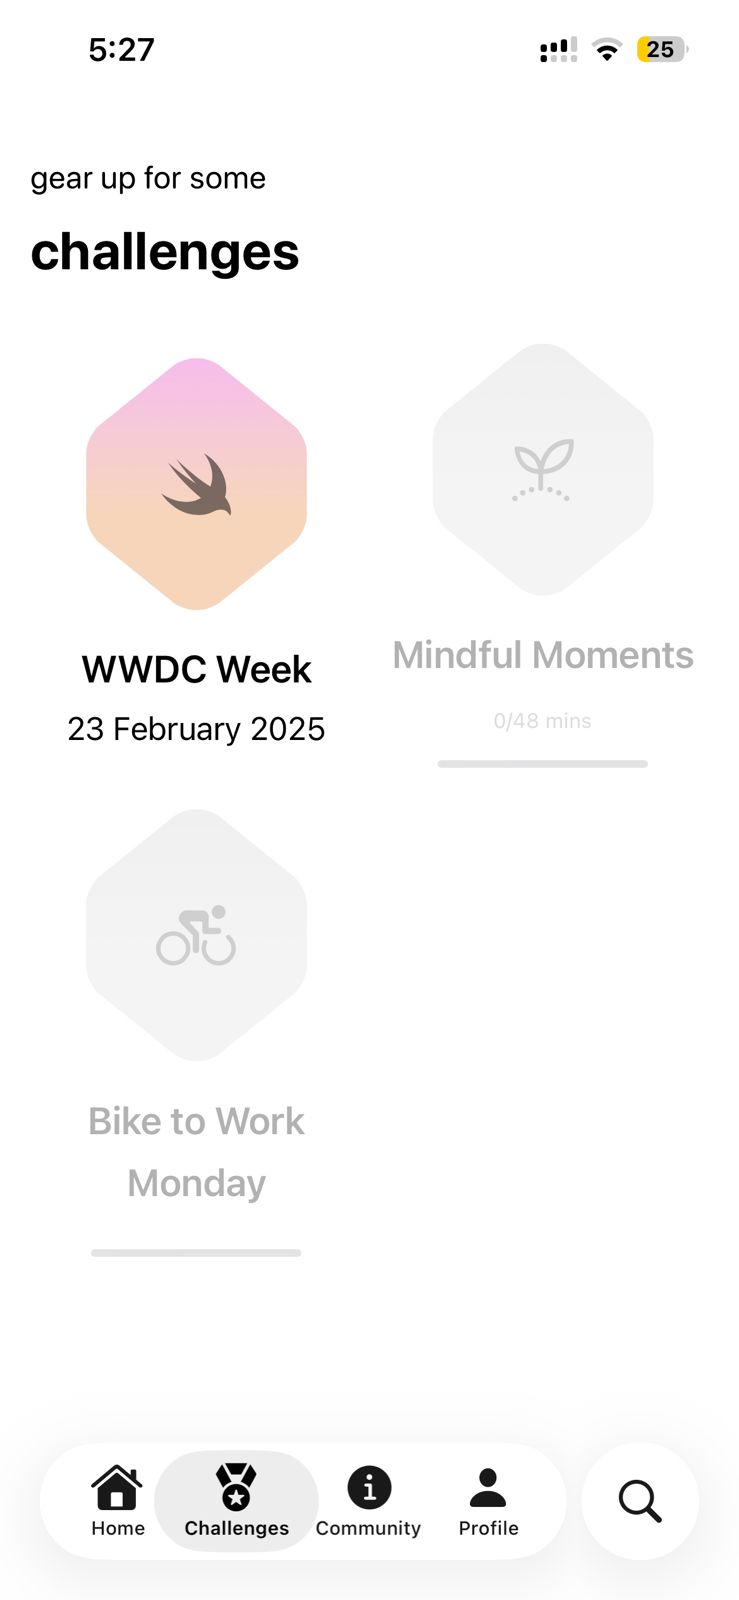 5:27
25
gear up for some
challenges
WWDC Week
23 February 2025
Mindful Moments
0/48 mins
Bike to Work
Monday
Home
Challenges
Community
Profile